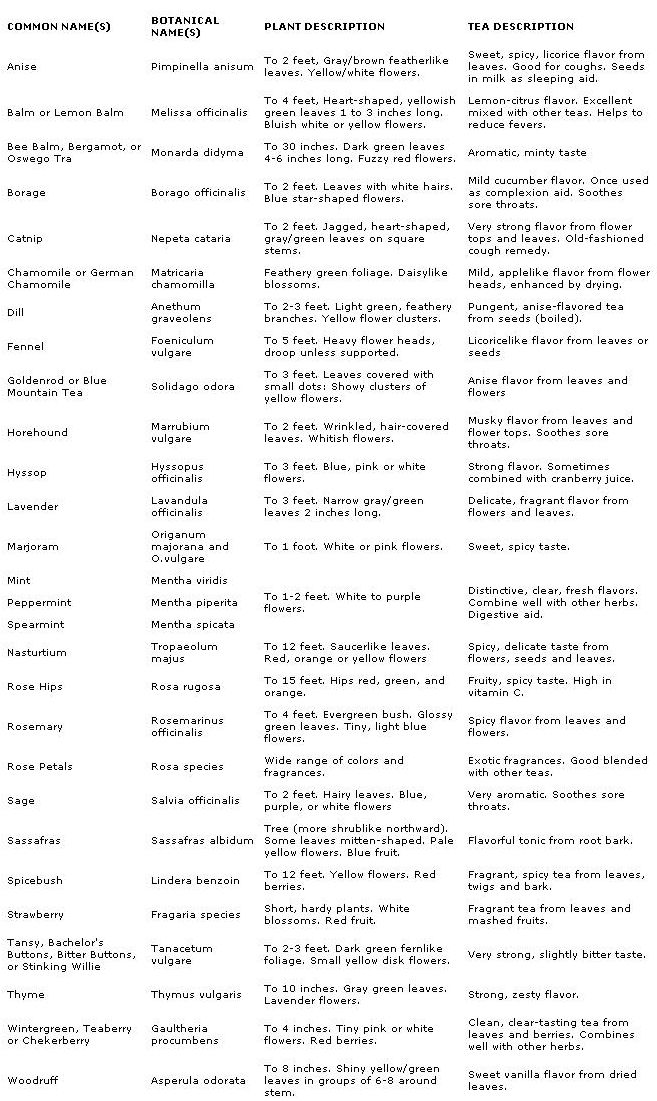 COMMON NAME(S) BOTANICAL NAME(S) PLANT DESCRIPTION TEA DESCRIPTION
Anise
Pimpinella anisum
To 2 feet, Gray/brown featherlike
leaves. Yellow/white flowers.
Sweet, spicy, licorice flavor from
leaves. Good for coughs. Seeds
in milk as sleeping aid.
Balm or Lemon Balm
Melissa officinalis
To 4 feet, Heart-shaped, yellowish
green leaves 1 to 3 inches long.
Bluish white or yellow flowers.
Lemon-citrus flavor. Excellent
mixed with other teas. Helps to
reduce fevers.
Bee Balm, Bergamot, or
Oswego Tra
Monarda didyma
To 30 inches. Dark green leaves
4-6 inches long. Fuzzy red flowers.
Aromatic, minty taste
Borage
Borago officinalis
To 2 feet. Leaves with white hairs.
Blue star-shaped flowers.
Mild cucumber flavor. Once used
as complexion aid. Soothes
sore throats.
Catnip
Nepeta cataria
To 2 feet. Jagged, heart-shaped,
gray/green leaves on square
stems.
Very strong flavor from flower
tops and leaves. Old-fashioned
cough remedy.
Chamomile or German
Chamomile
Matricaria
chamomilla
Feathery green foliage. Daisylike
blossoms.
Mild, applelike flavor from flower
heads, enhanced by drying.
Dill
Anethum
graveolens
To 2-3 feet. Light green, feathery
branches. Yellow flower clusters.
Pungent, anise-flavored tea
from seeds (boiled).
Fennel
Foeniculum
vulgare
To 5 feet. Heavy flower heads,
droop unless supported.
Licoricelike flavor from leaves or
seeds
Goldenrod or Blue
Mountain Tea
Solidago odora
To 3 feet. Leaves covered with
small dots: Showy clusters of
yellow flowers.
Anise flavor from leaves and
flowers
Horehound
Marrubium
vulgare
To 2 feet. Wrinkled, hair-covered
leaves. Whitish flowers.
Musky flavor from leaves and
flower tops. Soothes sore
throats.
Hyssop
Hyssopus
officinalis
To 3 feet. Blue, pink or white
flowers.
Strong flavor. Sometimes
combined with cranberry juice.
Lavender
Lavandula
officinalis
To 3 feet. Narrow gray/green
leaves 2 inches long.
Delicate, fragrant flavor from
flowers and leaves.
Marjoram
Origanum
majorana and
O.vulgare
To 1 foot. White or pink flowers.
Sweet, spicy taste.
Mint
Mentha viridis
Peppermint
Mentha piperita
Spearmint
Mentha spicata
To 1-2 feet. White to purple
flowers.
Distinctive, clear, fresh flavors.
Combine well with other herbs.
Digestive aid.
Nasturtium
Tropaeolum
majus
To 12 feet. Saucerlike leaves.
Red, orange or yellow flowers
Spicy, delicate taste from
flowers, seeds and leaves.
Rose Hips
Rosa rugosa
To 15 feet. Hips red, green, and
orange.
Fruity, spicy taste. High in
vitamin C.
Rosemary
Rosemarinus
officinalis
To 4 feet. Evergreen bush. Glossy
green leaves. Tiny, light blue
flowers.
Spicy flavor from leaves and
flowers.
Rose Petals
Rosa species
Wide range of colors and
fragrances.
Exotic fragrances. Good blended
with other teas.
Sage
Salvia officinalis
To 2 feet. Hairy leaves. Blue,
purple, or white flowers
Very aromatic. Soothes sore
throats.
Sassafras
Sassafras albidum
Tree (more shrublike northward).
Some leaves mitten-shaped. Pale
yellow flowers. Blue fruit.
Flavorful tonic from root bark.
Spicebush
Lindera benzoin
To 12 feet. Yellow flowers. Red
berries.
Fragrant, spicy tea from leaves,
twigs and bark.
Strawberry
Fragaria species
Short, hardy plants. White
blossoms. Red fruit.
Fragrant tea from leaves and
mashed fruits.
Tansy, Bachelor's
Buttons, Bitter Buttons,
or Stinking Willie
Tanacetum
vulgare
To 2-3 feet. Dark green fernlike
foliage. Small yellow disk flowers.
Very strong, slightly bitter taste.
Thyme
Thymus vulgaris
To 10 inches. Gray green leaves.
Lavender flowers.
Strong, zesty flavor.
Wintergreen, Teaberry
or Chekerberry
Gaultheria
procumbens
To 4 inches. Tiny pink or white
flowers. Red berries.
Clean, clear-tasting tea from
leaves and berries. Combines
well with other herbs.
Woodruff
Asperula odorata
To 8 inches. Shiny yellow/green
leaves in groups of 6-8 around
stem.
Sweet vanilla flavor from dried
leaves.